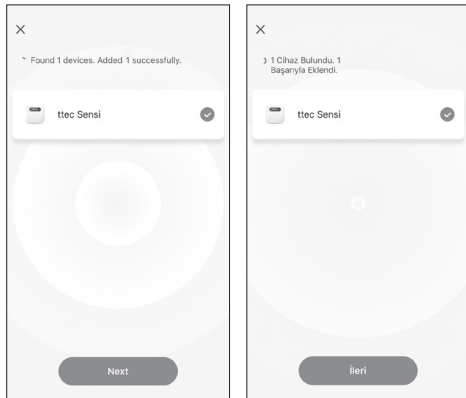 Found 1 devices. Added 1 successfully.
ttec Sensi
Next
1 Cihaz Bulundu. 1
Başarıyla Eklendi.
ttec Sensi
İleri